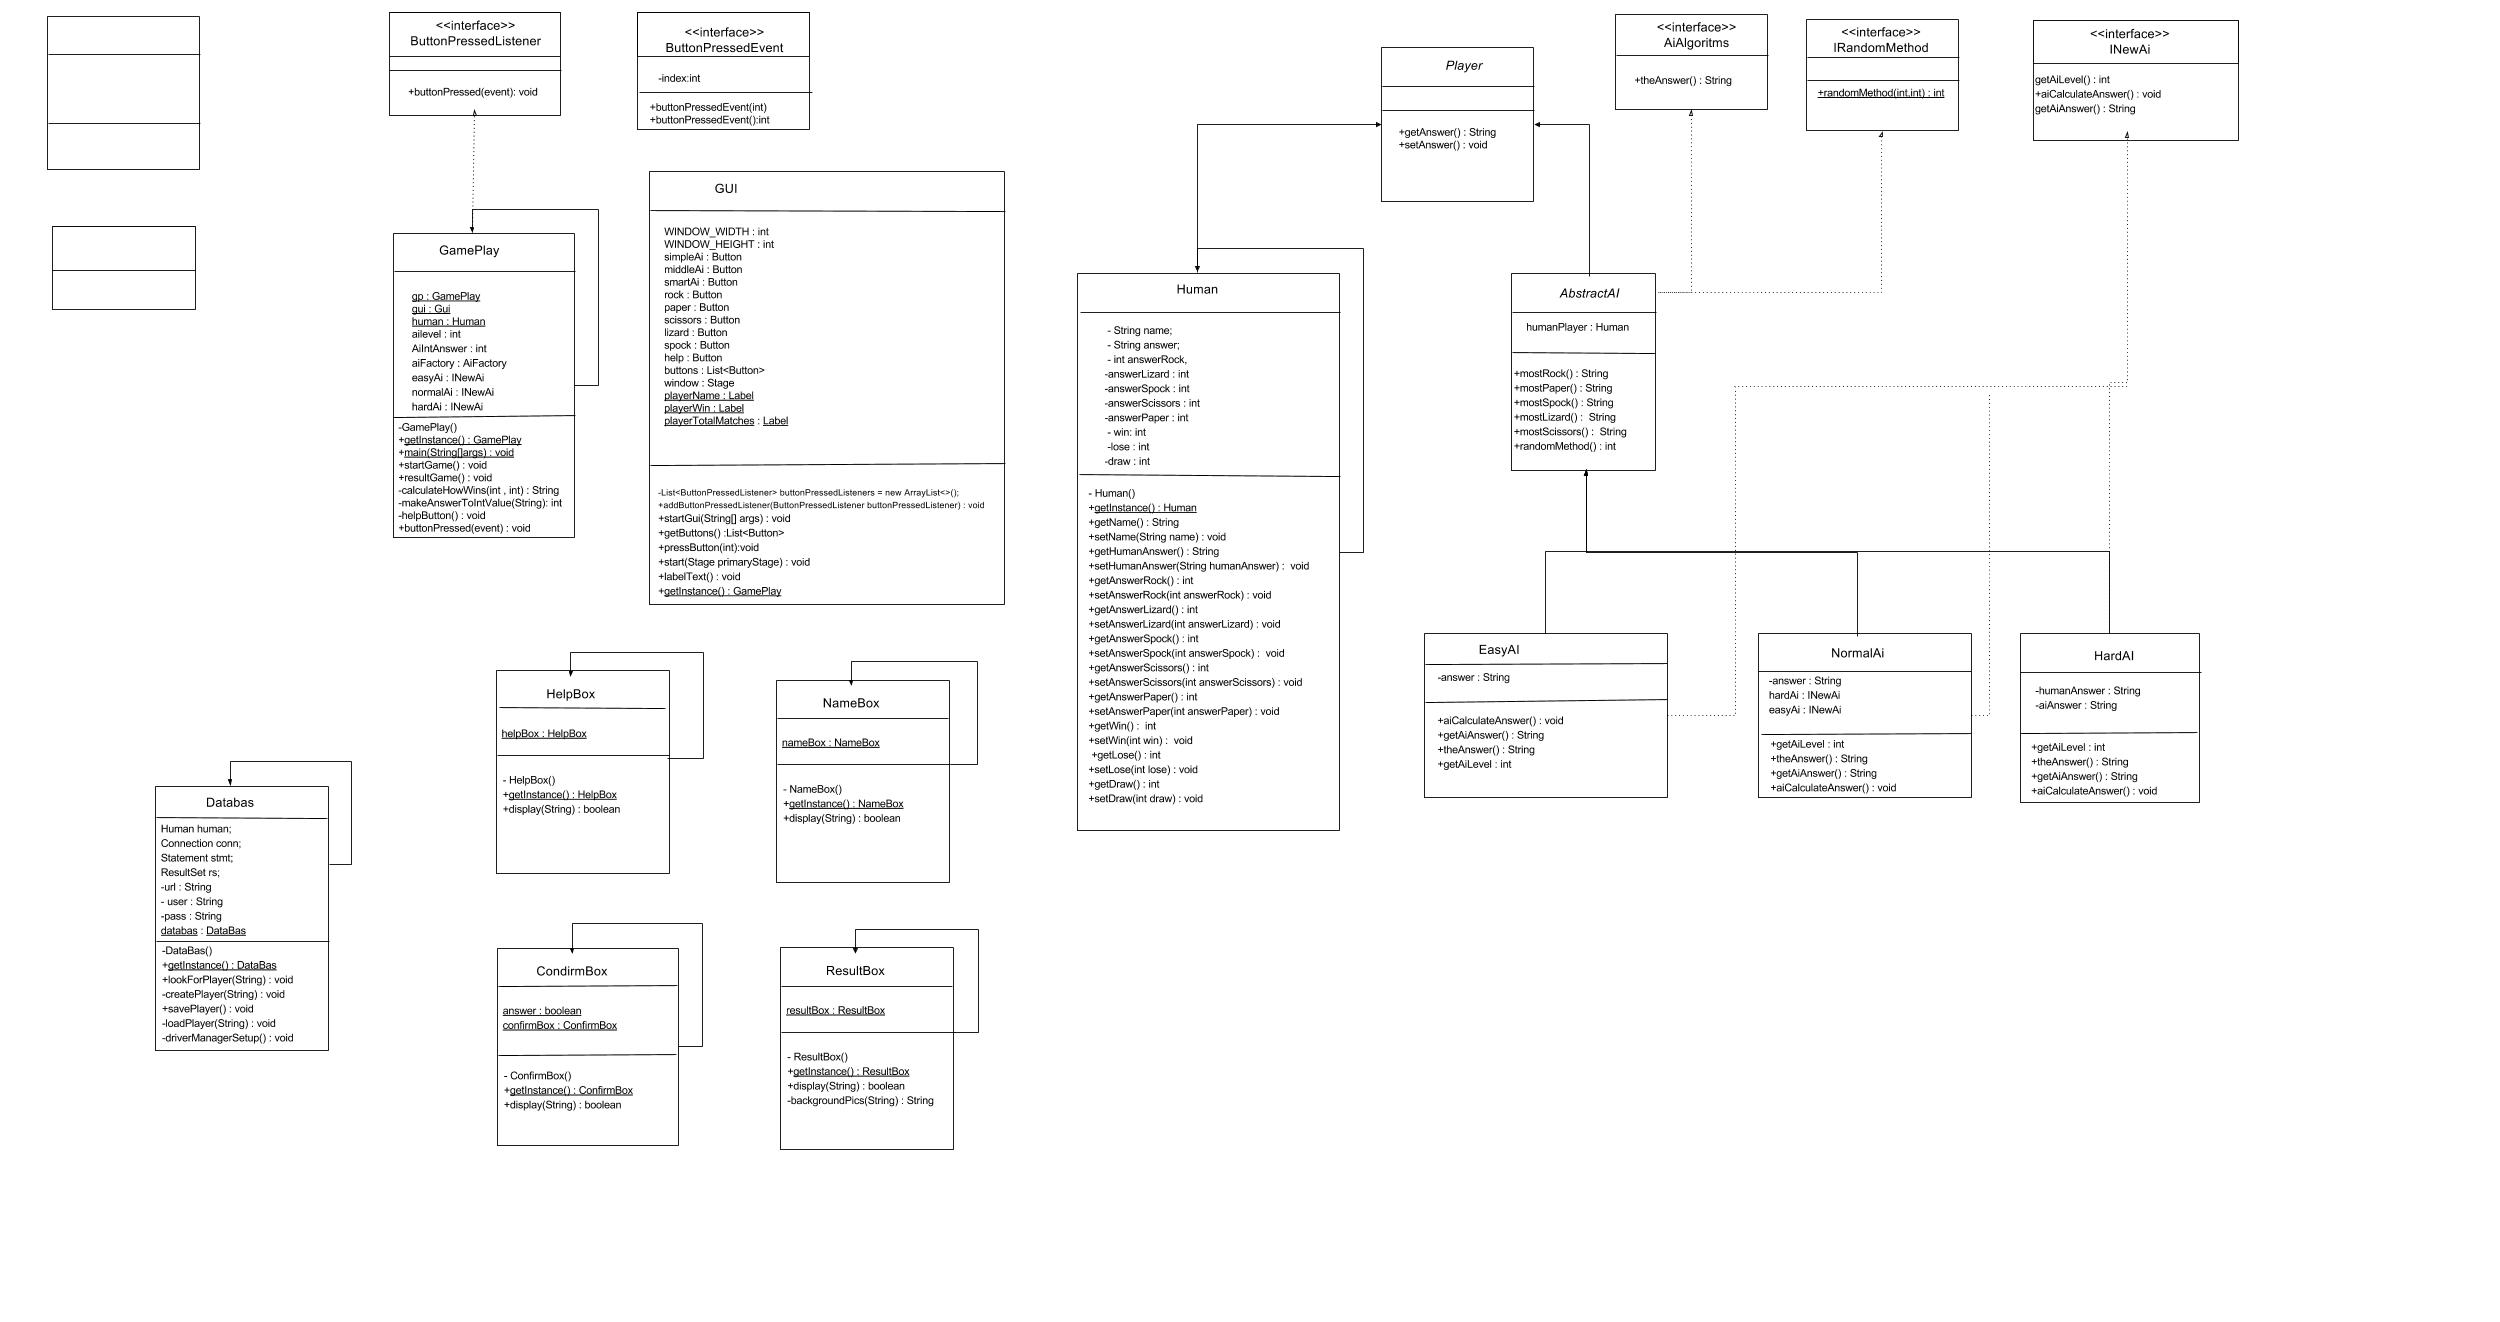 <<interface>>
ButtonPressedListener
+buttonPressed(event): void
<<interface>>
ButtonPressedEvent
-index:int
+buttonPressedEvent(int)
+buttonPressedEvent():int
Player
+getAnswer() : String
+setAnswer() : void
<<interface>>
AiAlgoritms
+theAnswer() : String
<<interface>>
IRandomMethod
+randomMethod(int,int) : int
<<interface>>
INewAi
getAiLevel() : int
+aiCalculateAnswer() : void
getAiAnswer() : String
GamePlay
gp : GamePlay
gui : Gui
human : Human
ailevel : int
AiIntAnswer : int
aiFactory : AiFactory
easyAi : INewAi
normalAi : INewAi
hardAi : INewAi
-GamePlay()
+getInstance() : GamePlay
+main(String[]args) : void
+startGame() : void
+resultGame() : void
-calculateHowWins(int , int) : String
-makeAnswerToIntValue(String): int
-helpButton() : void
+buttonPressed(event) : void
GUI
WINDOW_WIDTH : int
WINDOW_HEIGHT : int
simpleAi : Button
middleAi : Button
smartAi : Button
rock : Button
paper : Button
scissors : Button
lizard : Button
spock : Button
help : Button
buttons : List<Button>
window : Stage
playerName : Label
playerWin : Label
playerTotalMatches : Label
-List<ButtonPressedListener> buttonPressedListeners = new ArrayList<>();
+addButtonPressedListener(ButtonPressedListener buttonPressedListener) : void
+startGui(String[] args) : void
+getButtons() :List<Button>
+pressButton(int):void
+start(Stage primaryStage) : void
+labelText() : void
+getInstance() : GamePlay
Human
- String name;
- String answer;
- int answerRock,
-answerLizard : int
-answerSpock : int
-answerScissors : int
-answerPaper : int
- win: int
-lose : int
-draw : int
- Human()
+getInstance() : Human
+getName() : String
+setName(String name) : void
+getHumanAnswer() : String
+setHumanAnswer(String humanAnswer) :  void
+getAnswerRock() : int
+setAnswerRock(int answerRock) : void
+getAnswerLizard() : int
+setAnswerLizard(int answerLizard) : void
+getAnswerSpock() : int
+setAnswerSpock(int answerSpock) :  void
+getAnswerScissors() : int
+setAnswerScissors(int answerScissors) : void
+getAnswerPaper() : int
+setAnswerPaper(int answerPaper) : void
+getWin() :  int
+setWin(int win) :  void
+getLose() : int
+setLose(int lose) : void
+getDraw() : int
+setDraw(int draw) : void
AbstractAI
humanPlayer : Human
+mostRock() : String
+mostPaper() : String
+mostSpock() : String
+mostLizard() :  String
+mostScissors() :  String
+randomMethod() : int
EasyAI
-answer : String
+aiCalculateAnswer() : void
+getAiAnswer() : String
+theAnswer() : String
+getAiLevel : int
NormalAi
-answer : String
hardAi : INewAi
easyAi : INewAi
+getAiLevel : int
+theAnswer() : String
+getAiAnswer() : String
+aiCalculateAnswer() : void
HardAI
-humanAnswer : String
-aiAnswer : String
+getAiLevel : int
+theAnswer() : String
+getAiAnswer() : String
+aiCalculateAnswer() : void
HelpBox
helpBox : HelpBox
- HelpBox()
+getInstance() : HelpBox
+display(String) : boolean
NameBox
nameBox : NameBox
- NameBox()
+getInstance() : NameBox
+display(String) : boolean
Databas
Human human;
Connection conn;
Statement stmt;
ResultSet rs;
-url : String
- user : String
-pass : String
databas : DataBas
-DataBas()
+getInstance() : DataBas
+lookForPlayer(String) : void
-createPlayer(String) : void
+savePlayer() : void
-loadPlayer(String) : void
-driverManagerSetup() : void
CondirmBox
answer : boolean
confirmBox : ConfirmBox
- ConfirmBox()
+getInstance() : ConfirmBox
+display(String) : boolean
ResultBox
resultBox : ResultBox
- ResultBox()
+getInstance() : ResultBox
+display(String) : boolean
-backgroundPics(String) : String